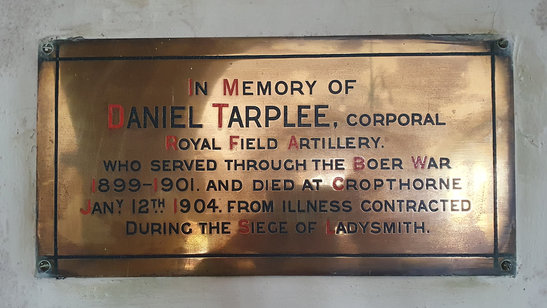 IN MEMORY OF
DANIEL TARPLEE, CORPORAL
ROYAL FIELD ARTILLERY.
WHO SERVED THROUGH THE BOER WAR
1899-1901. AND DIED AT CROPTHORNE
JANY 12TH 1904. FROM ILLNESS CONTRACTED
DURING THE SIEGE OF LADYSMITH.